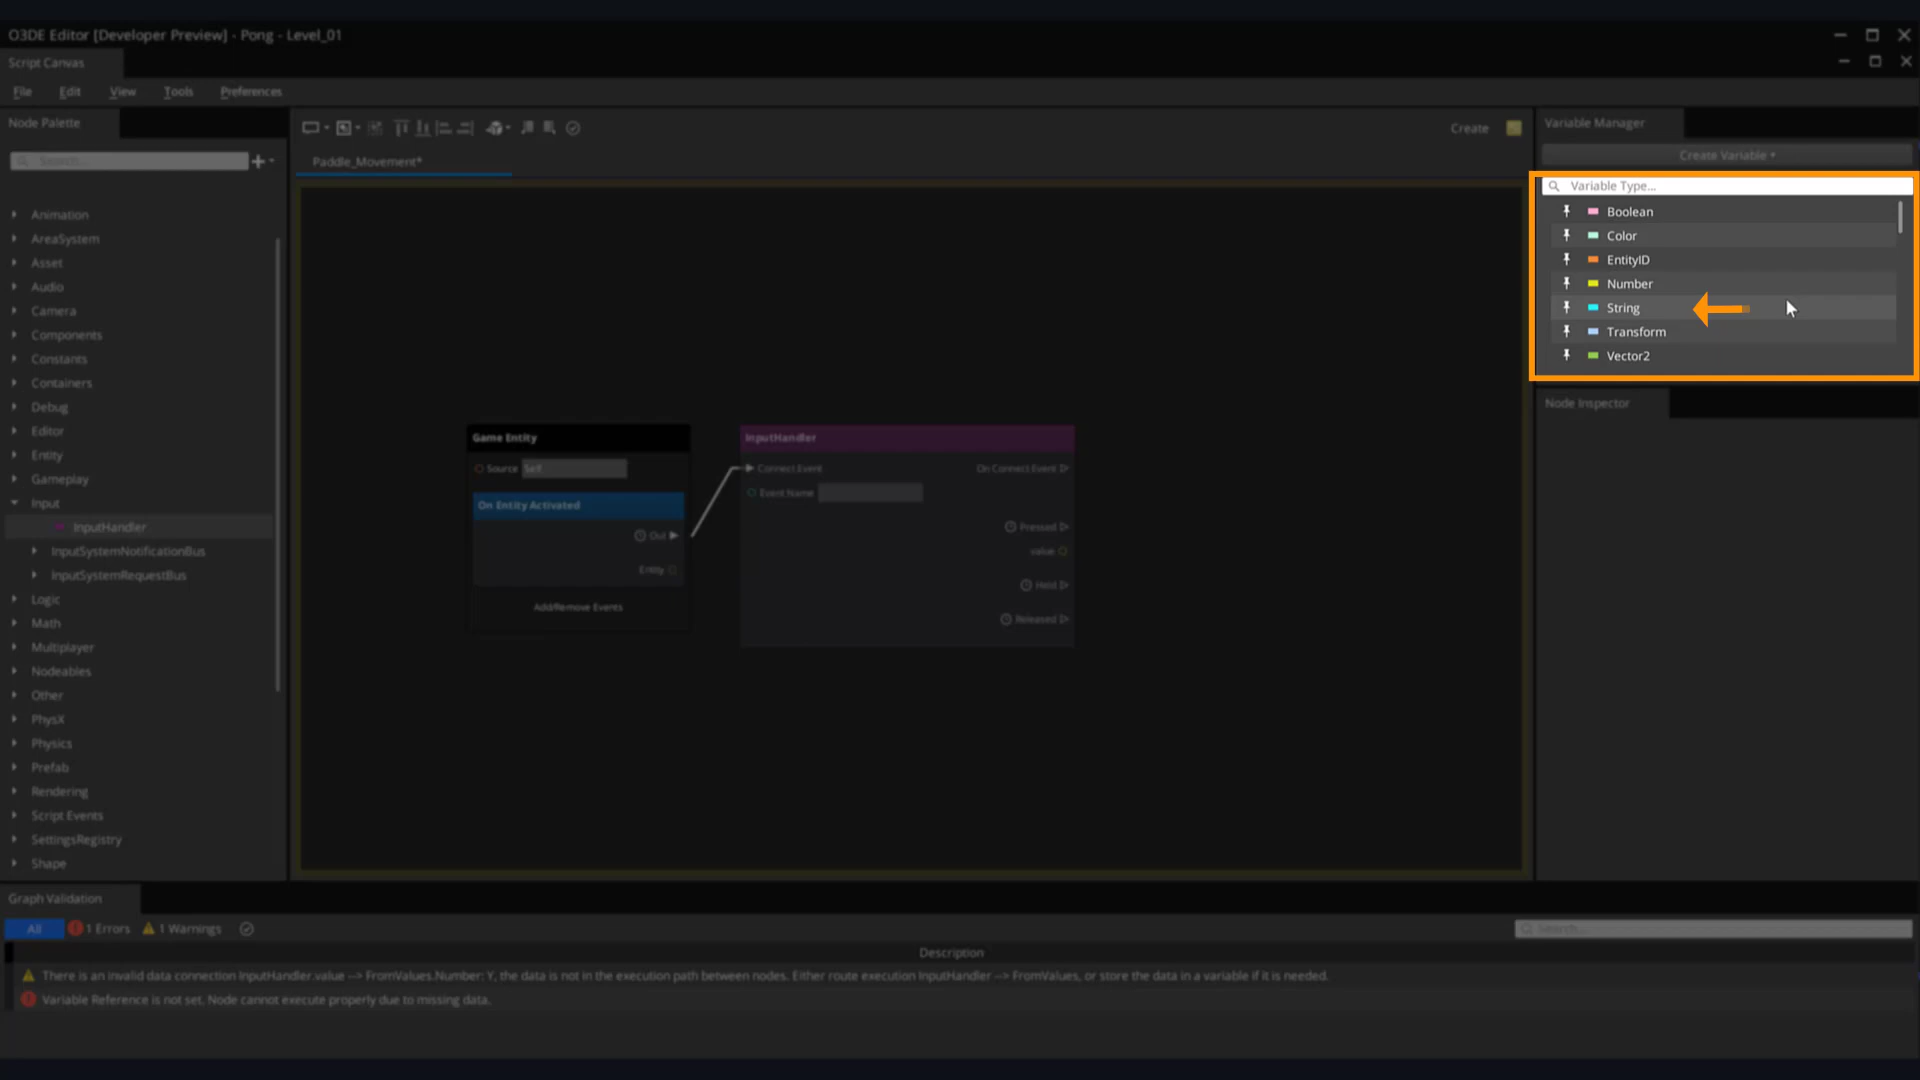 O3DE Editor [Developer Preview] - Pong - Level_01
Script Canvas
File Edit View Tools Preferences
Node Palette
Search...
Animation
AreaSystem
Asset
Audio
Camera
Components
Constants
Containers
Debug
Editor
Entity
Gameplay
Input
InputHandler
InputSystemNotificationBus
InputSystemRequestBus
Logic
Math
Multiplayer
Nodeables
Other
PhysX
Physics
Prefab
Rendering
Script Events
SettingsRegistry
Shape
Create
Paddle_Movement*
Game Entity
Source Self
On Entity Activated
Out
Entity
Add/Remove Events
InputHandler
Connect Event On Connect Event
Event Name
Pressed
value
Held
Released
Variable Manager
Create Variable
Variable Type...
Boolean
Color
EntityID
Number
String
Transform
Vector2
Node Inspector
Graph Validation
All 1 Errors 1 Warnings
Search...
Description
There is an invalid data connection InputHandler.value --> FromValues.Number: Y, the data is not in the execution path between nodes. Either route execution InputHandler --> FromValues, or store the data in a variable if it is needed.
Variable Reference is not set. Node cannot execute properly due to missing data.